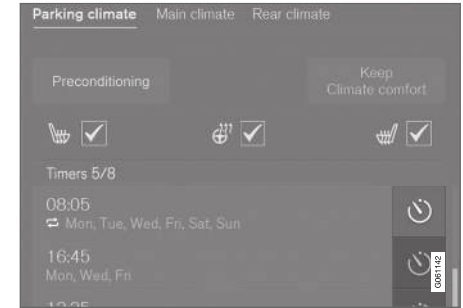 Parking climate Main climate Rear climate
Preconditioning
Keep
Climate comfort
Timers 5/8
08:05
Mon, Tue, Wed, Fri, Sat, Sun
16:45
Mon, Wed, Fri
G061142